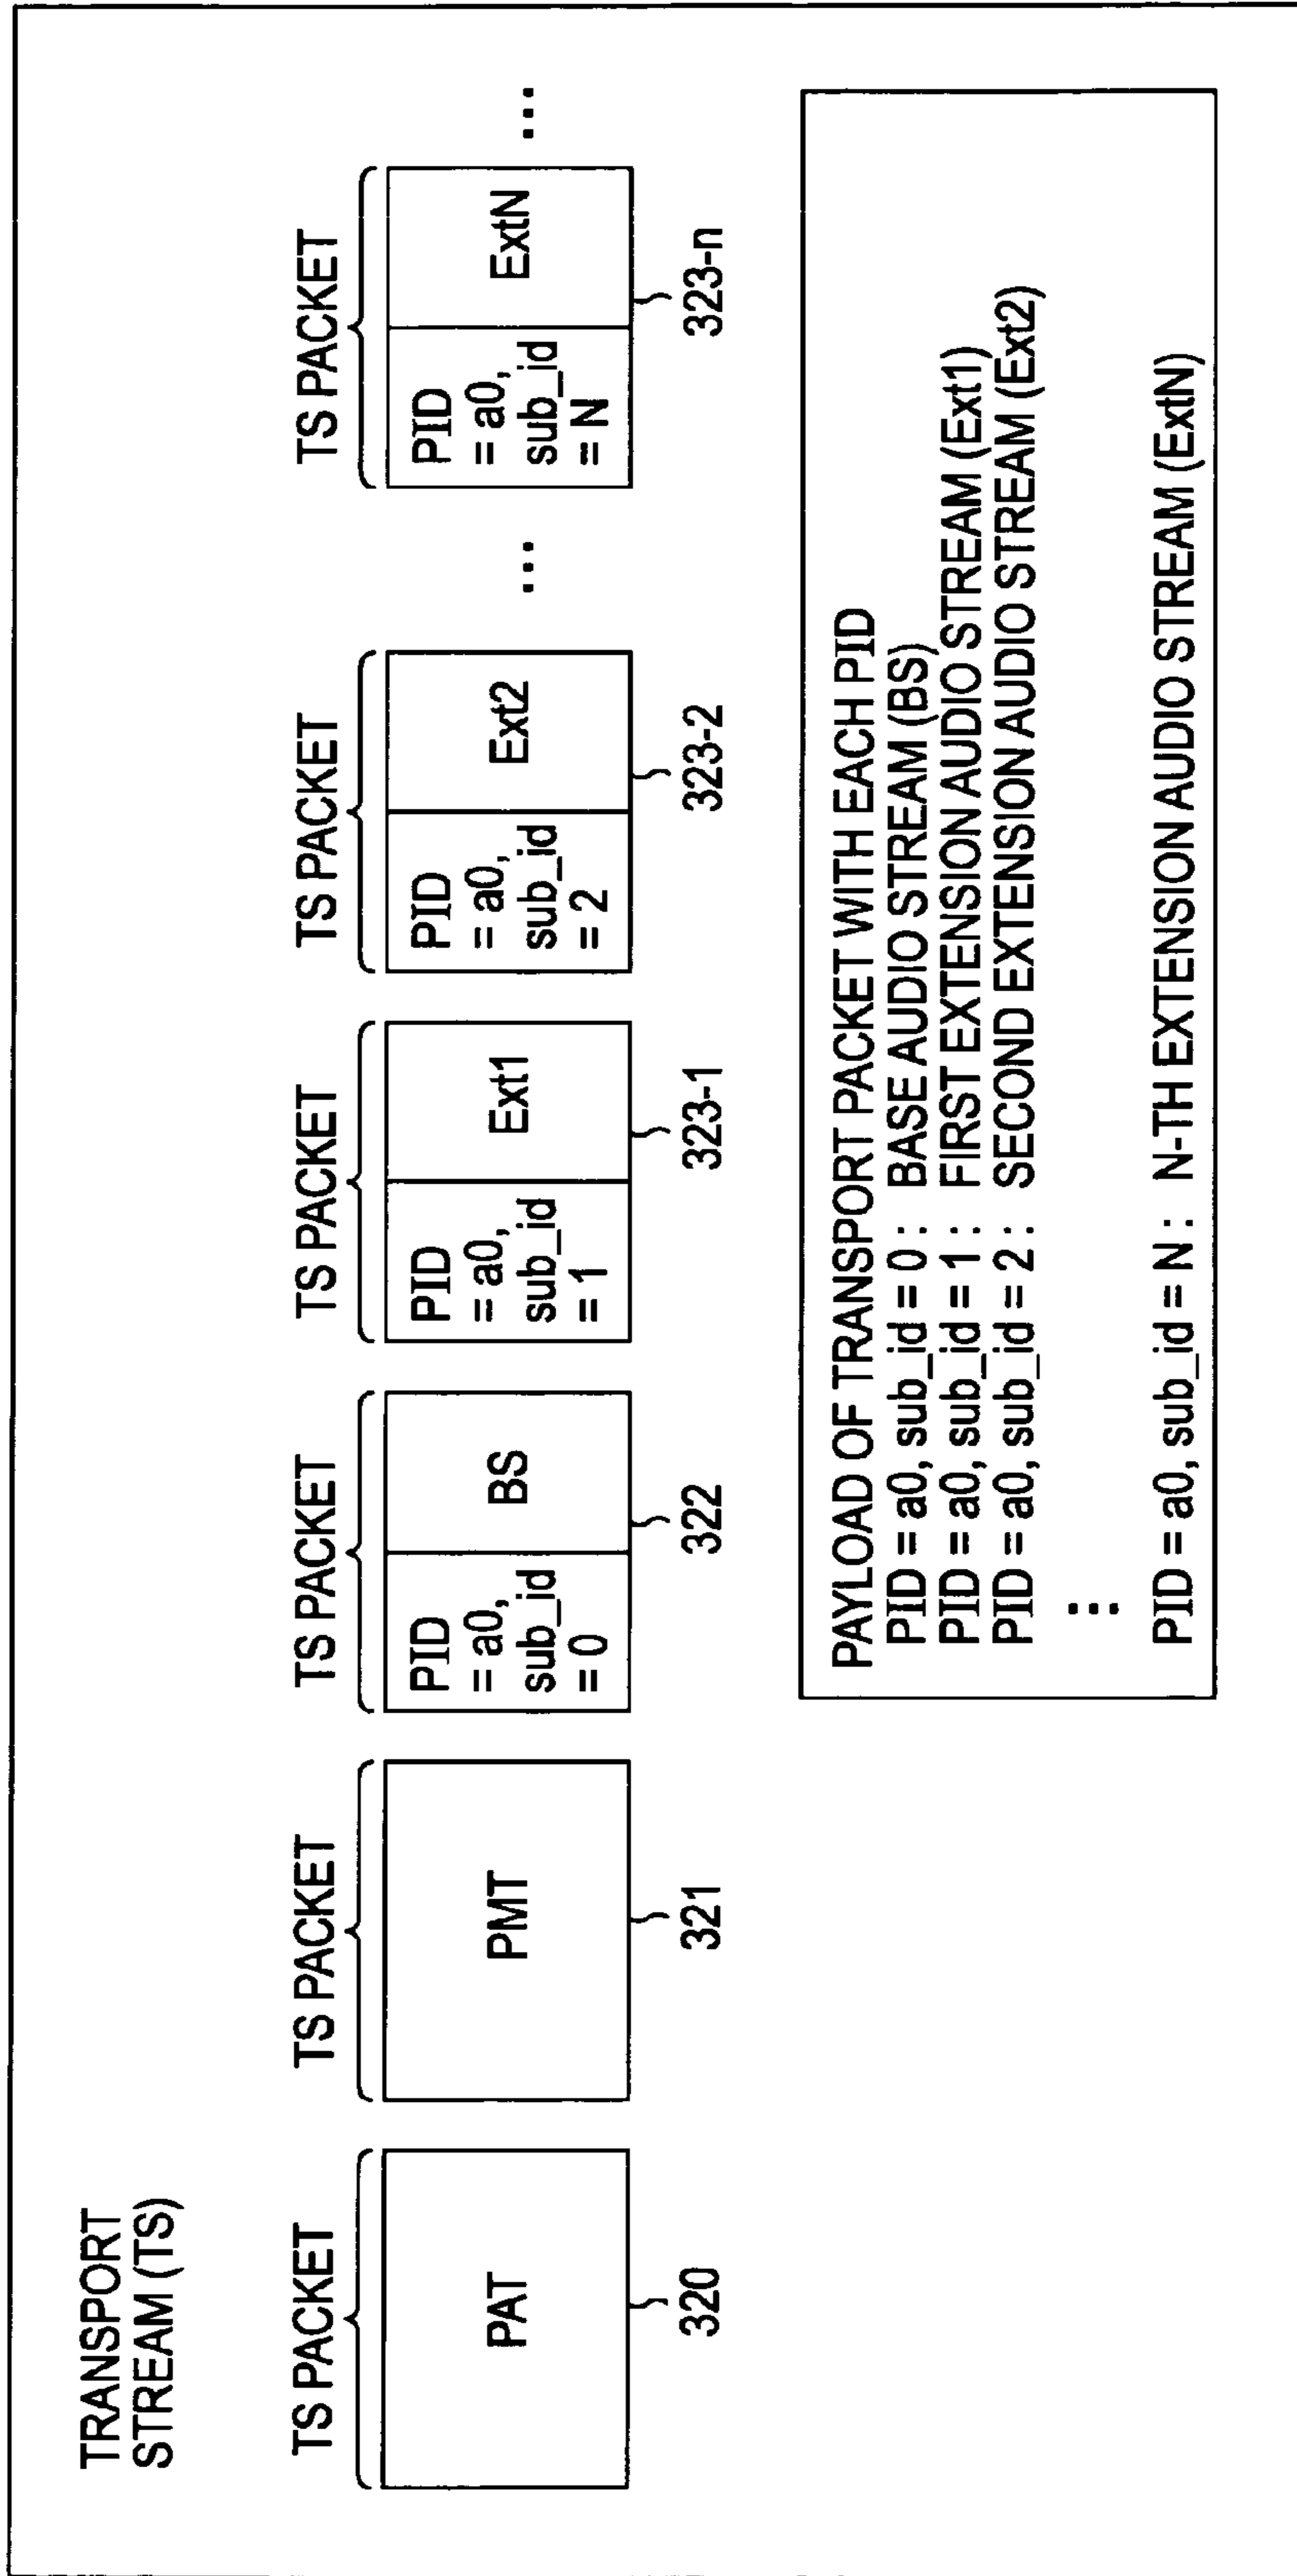 TRANSPORT
STREAM (TS)
TS PACKET
PAT
320
TS PACKET
PMT
321
TS PACKET
PID
= a0,
sub_id
= 0
BS
322
TS PACKET
PID
= a0,
sub_id
= 1
Ext1
323-1
TS PACKET
PID
= a0,
sub_id
= 2
Ext2
323-2
...
TS PACKET
PID
= a0,
sub_id
= N
ExtN
323-n
...
PAYLOAD OF TRANSPORT PACKET WITH EACH PID
PID = a0, sub_id = 0 : BASE AUDIO STREAM (BS)
PID = a0, sub_id = 1 : FIRST EXTENSION AUDIO STREAM (Ext1)
PID = a0, sub_id = 2 : SECOND EXTENSION AUDIO STREAM (Ext2)
⋮
PID = a0, sub_id = N : N-TH EXTENSION AUDIO STREAM (ExtN)